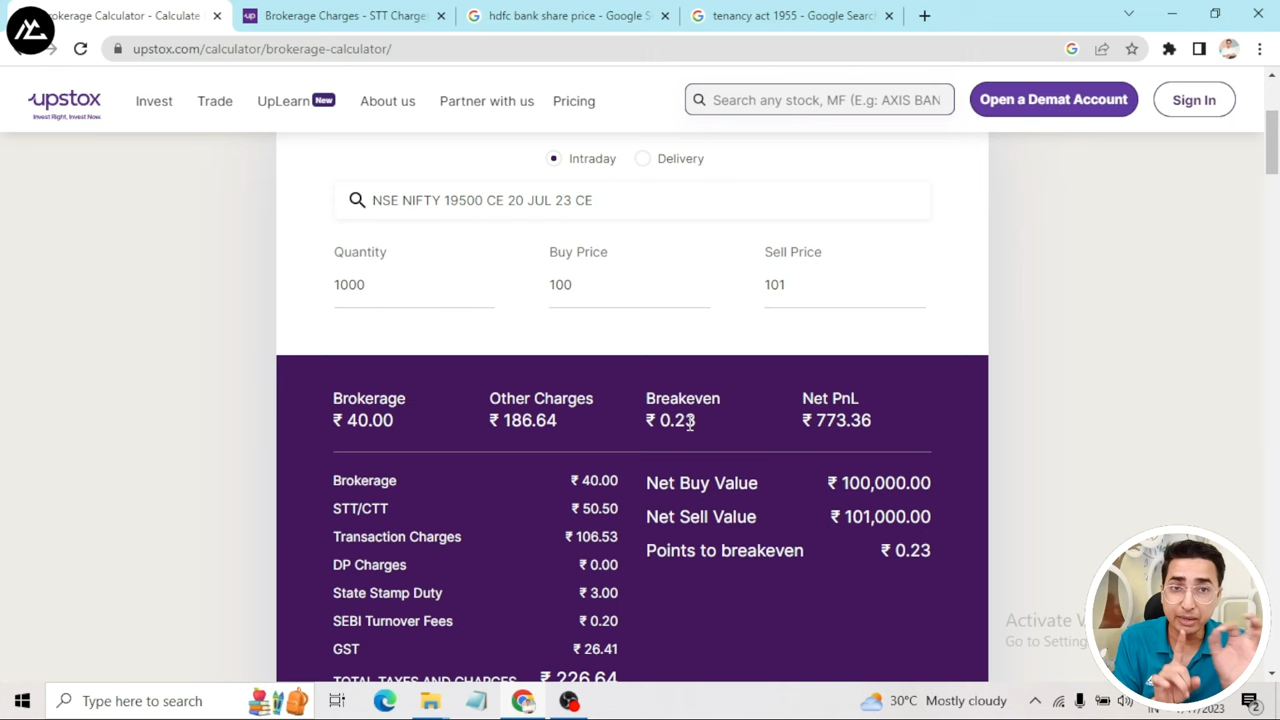 okerage Calculator - Calculate
Brokerage Charges - STT Charges
hdfc bank share price - Google S
tenancy act 1955 - Google Searc
upstox.com/calculator/brokerage-calculator/
upstox
Invest Right, Invest Now
Invest
Trade
UpLearn New
About us
Partner with us
Pricing
Search any stock, MF (E.g: AXIS BAN
Open a Demat Account
Sign In
Intraday
Delivery
NSE NIFTY 19500 CE 20 JUL 23 CE
Quantity
Buy Price
Sell Price
1000
100
101
Brokerage
Other Charges
Breakeven
Net PnL
₹ 40.00
₹ 186.64
₹ 0.23
₹ 773.36
Brokerage ₹ 40.00
STT/CTT ₹ 50.50
Transaction Charges ₹ 106.53
DP Charges ₹ 0.00
State Stamp Duty ₹ 3.00
SEBI Turnover Fees ₹ 0.20
GST ₹ 26.41
TOTAL TAXES AND CHARGES ₹ 226.64
Net Buy Value ₹ 100,000.00
Net Sell Value ₹ 101,000.00
Points to breakeven ₹ 0.23
Activate
Go to Setting
Type here to search
30°C Mostly cloudy
2023
2